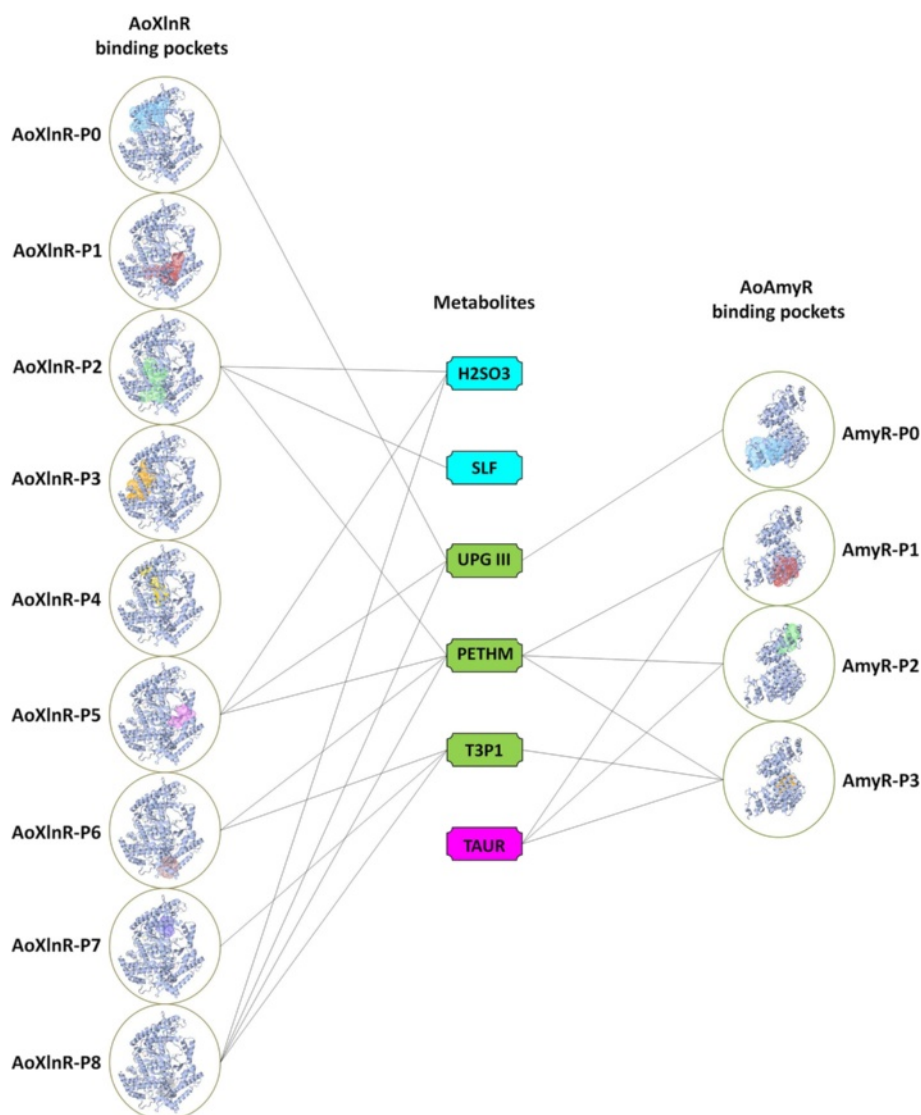 AoXlnR
binding pockets
AoXlnR-P0
AoXlnR-P1
AoXlnR-P2
AoXlnR-P3
AoXlnR-P4
AoXlnR-P5
AoXlnR-P6
AoXlnR-P7
AoXlnR-P8
Metabolites
H2SO3
SLF
UPG III
PETHM
T3P1
TAUR
AoAmyR
binding pockets
AmyR-P0
AmyR-P1
AmyR-P2
AmyR-P3